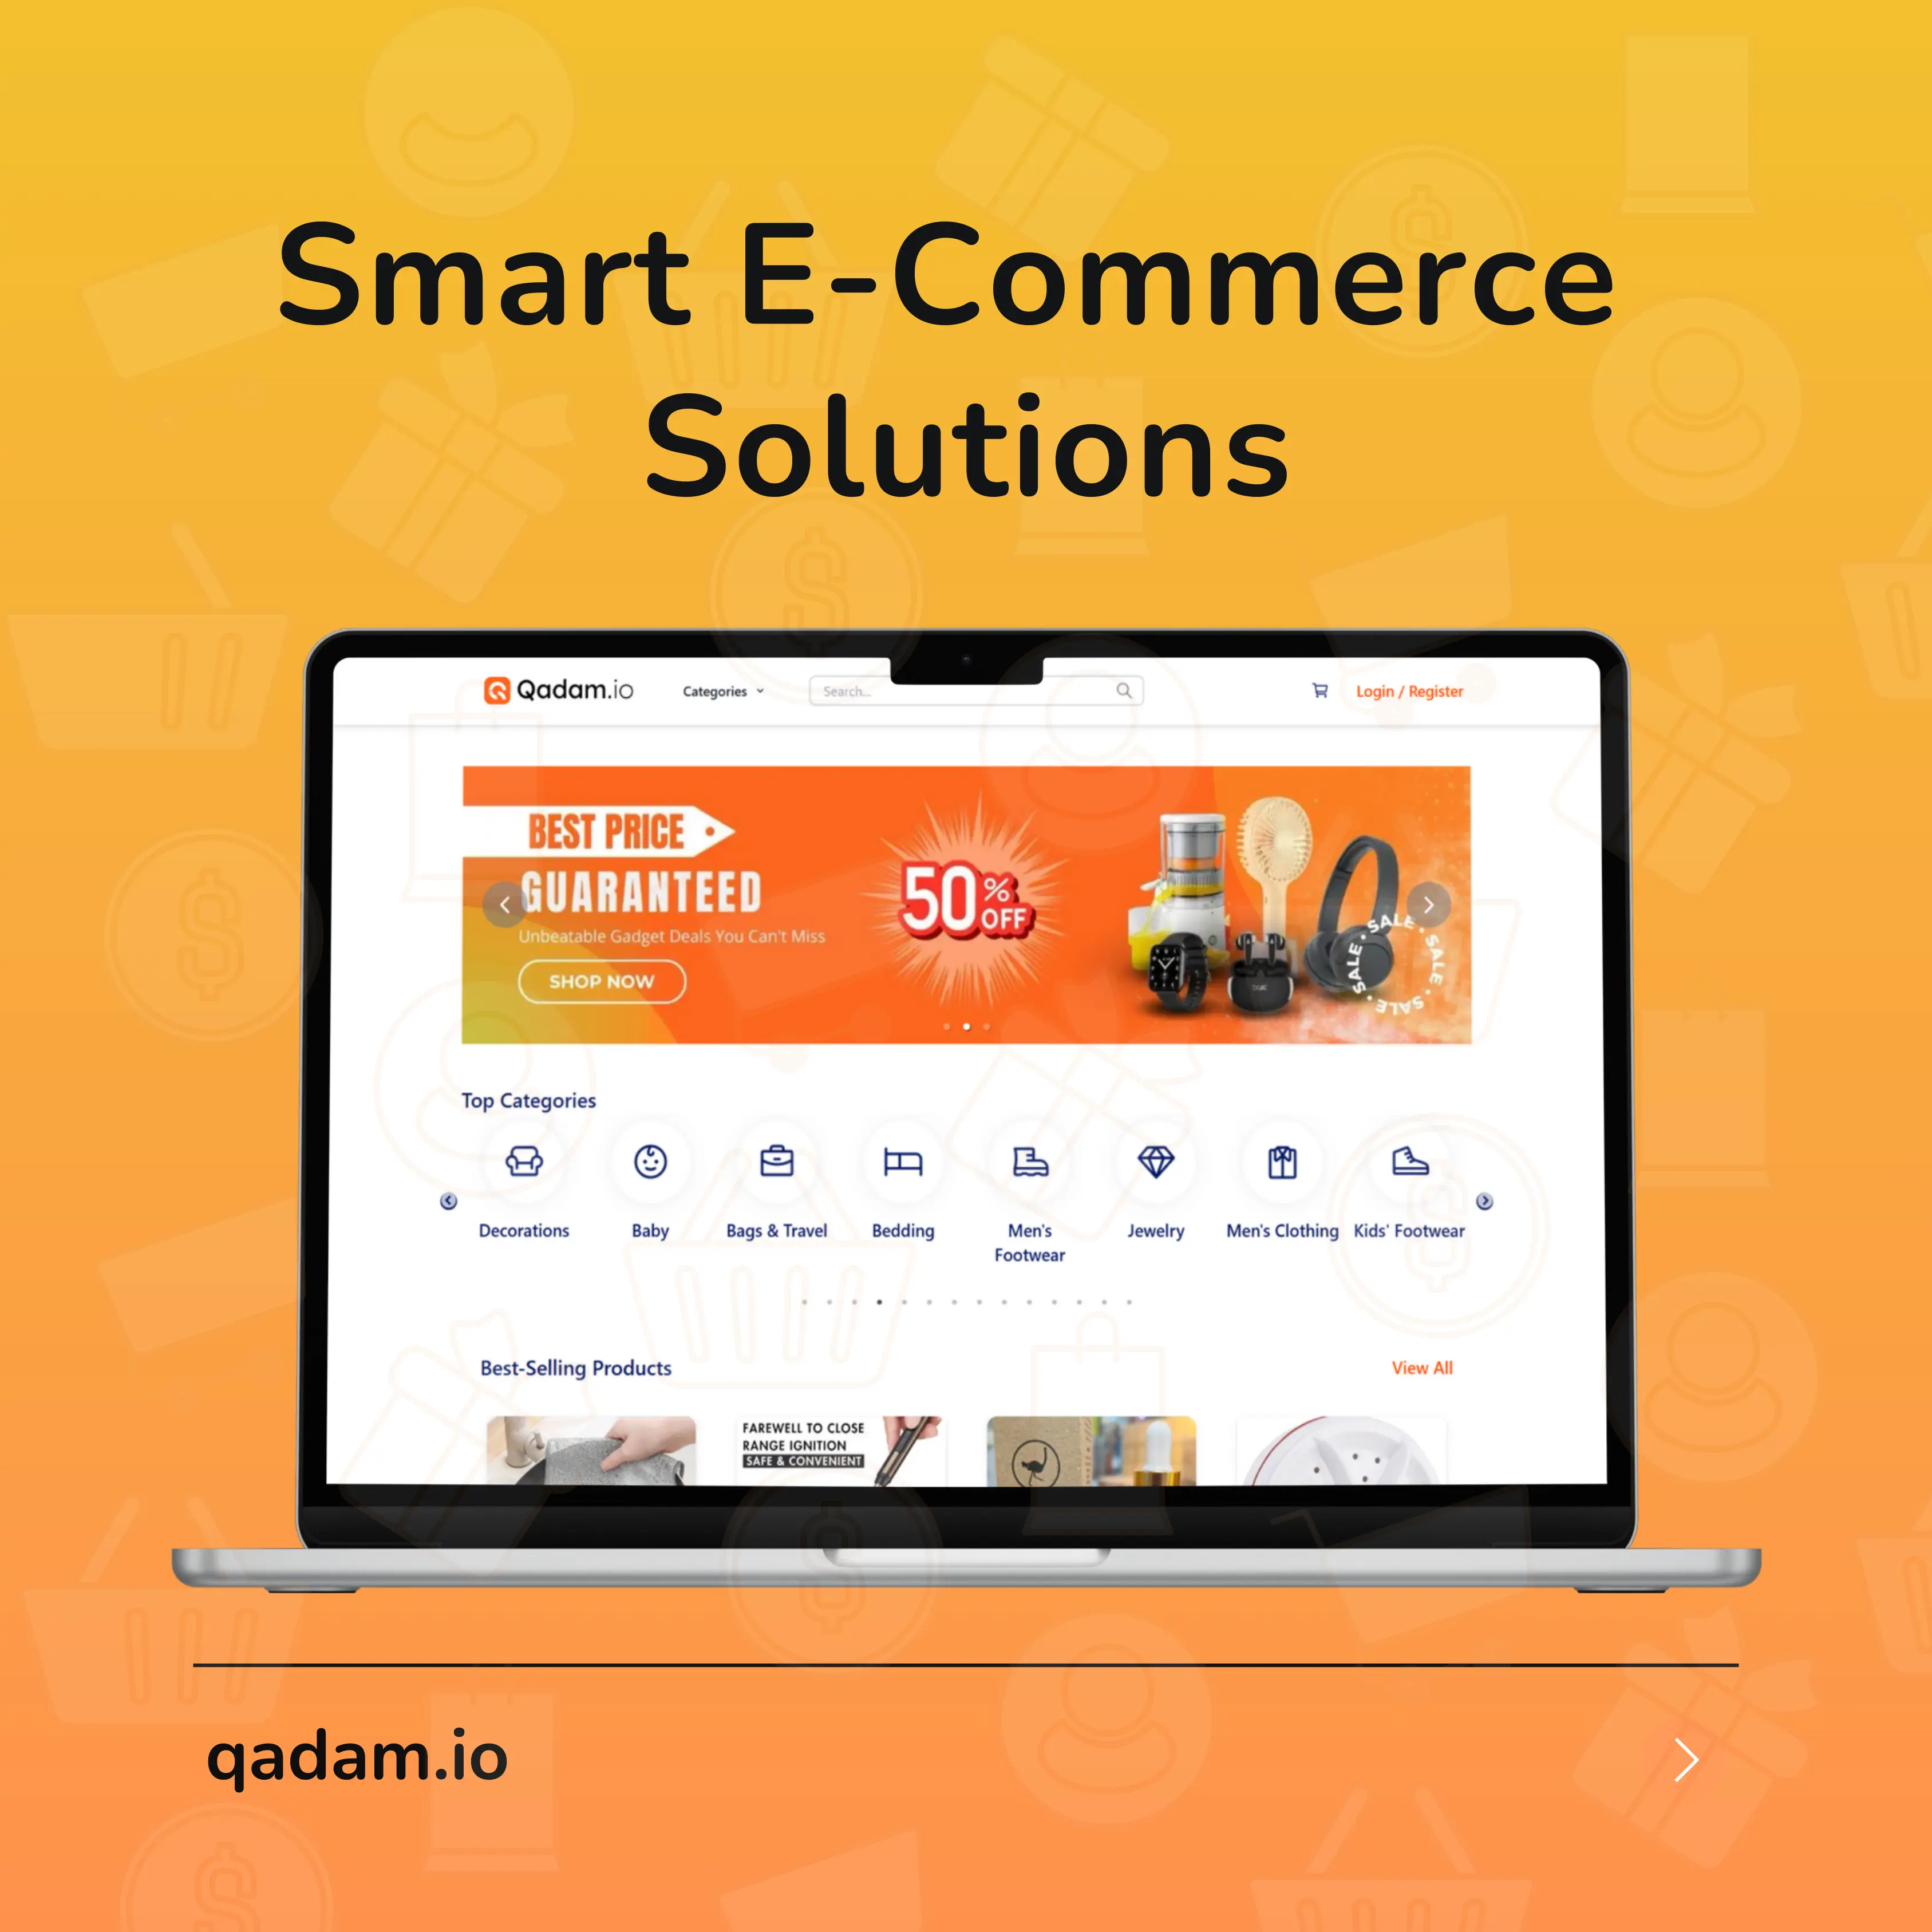 Smart E-Commerce
Solutions
Qadam.io
Categories
Search...
Login / Register
BEST PRICE
GUARANTEED
Unbeatable Gadget Deals You Can't Miss
SHOP NOW
50% OFF
SALE • SALE • SALE • SALE •
Top Categories
Decorations
Baby
Bags & Travel
Bedding
Men's
Footwear
Jewelry
Men's Clothing
Kids' Footwear
Best-Selling Products
View All
FAREWELL TO CLOSE
RANGE IGNITION
SAFE & CONVENIENT
qadam.io